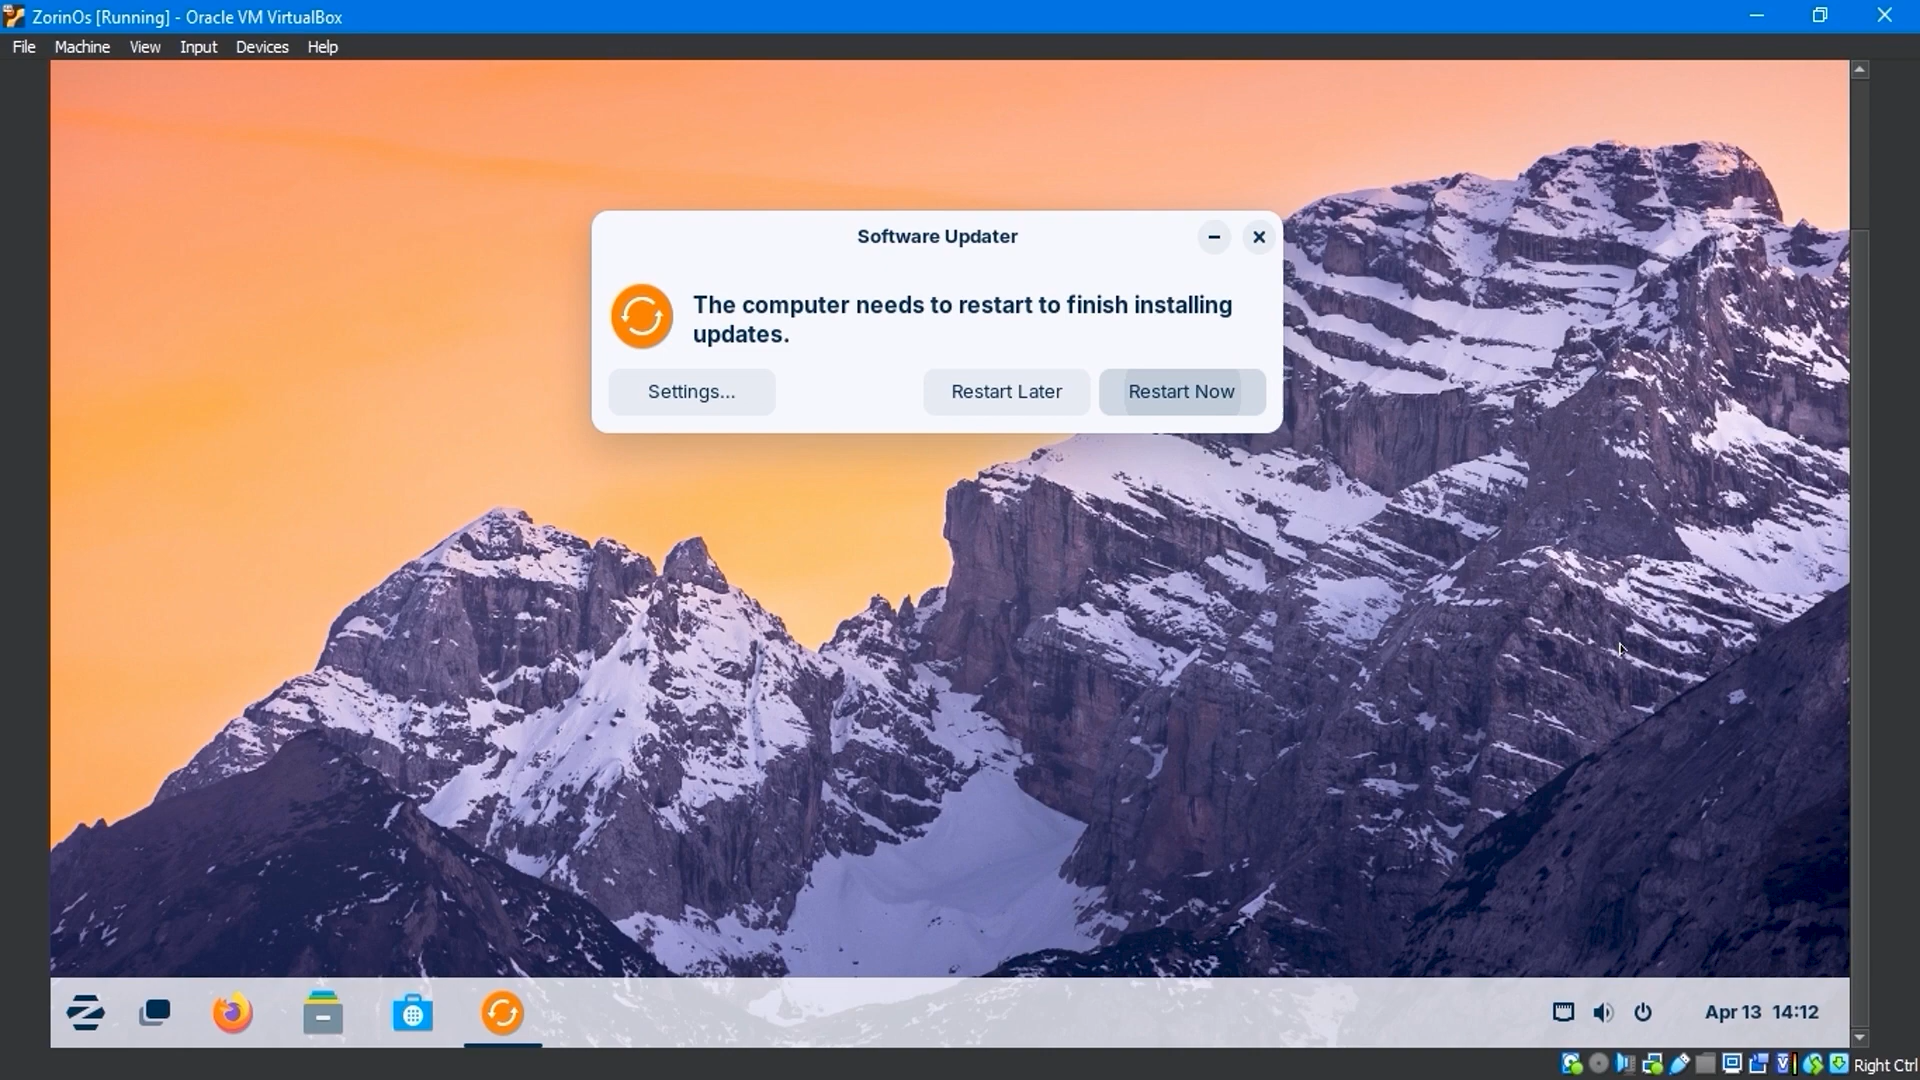 ZorinOs [Running] - Oracle VM VirtualBox
File Machine View Input Devices Help
Software Updater
The computer needs to restart to finish installing
updates.
Settings...
Restart Later
Restart Now
Apr 13 14:12
Right Ctrl